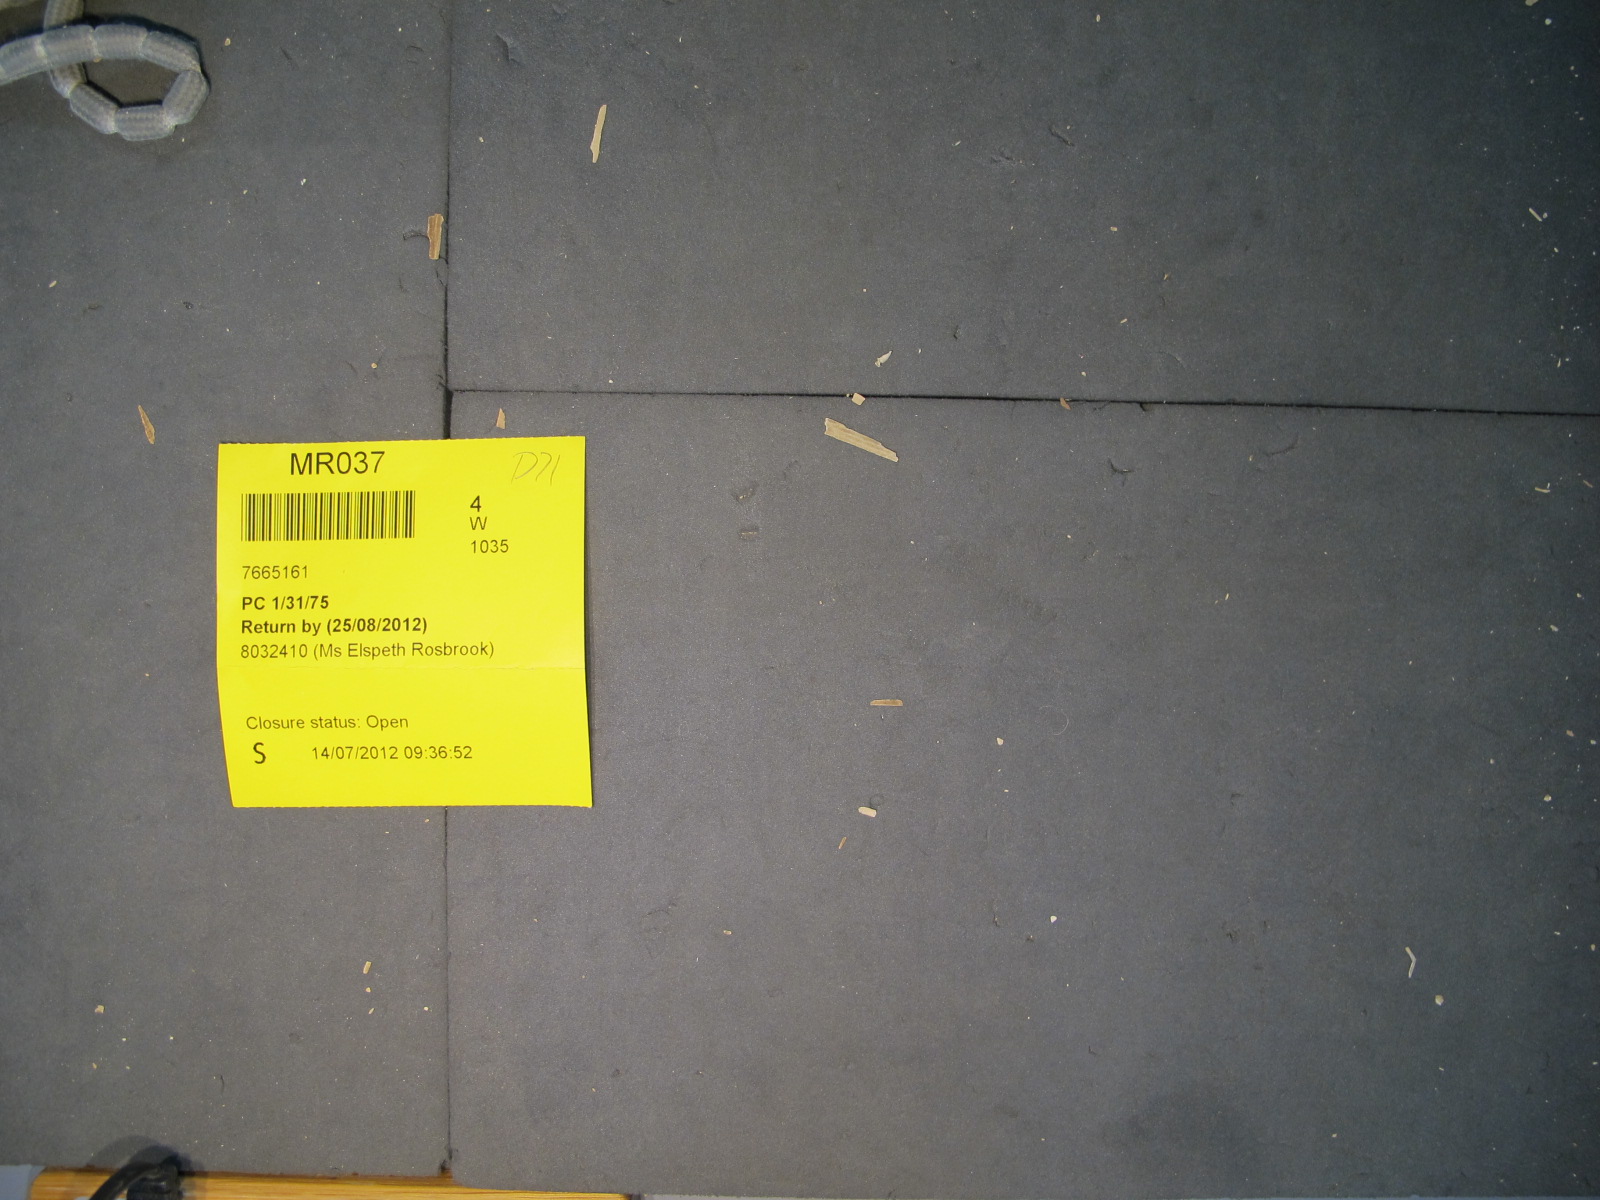 MR037
D71
4
W
1035
7665161
PC 1/31/75
Return by (25/08/2012)
8032410 (Ms Elspeth Rosbrook)
Closure status: Open
S 14/07/2012 09:36:52